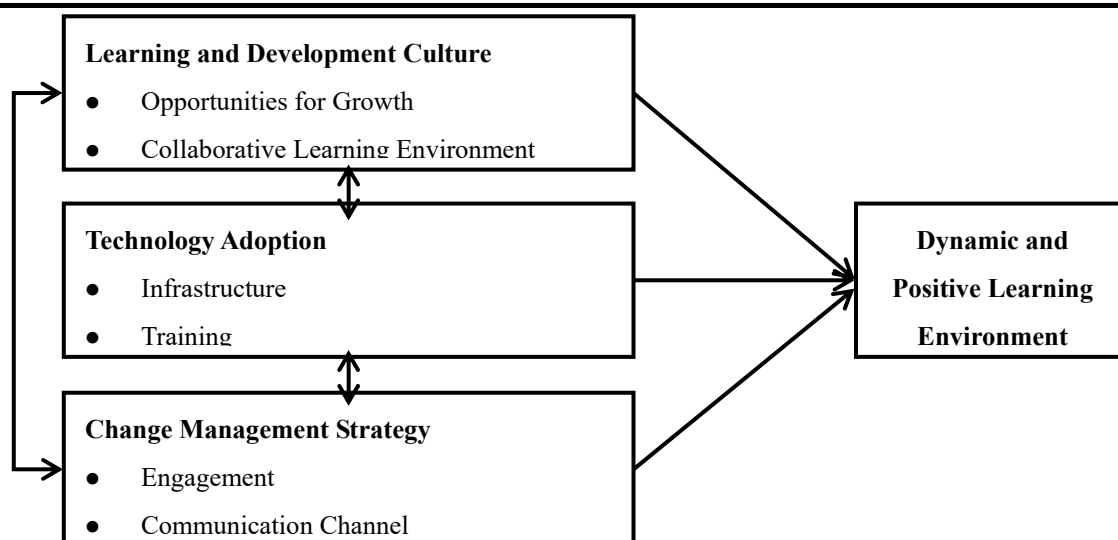 Learning and Development Culture
● Opportunities for Growth
● Collaborative Learning Environment
Technology Adoption
● Infrastructure
● Training
Change Management Strategy
● Engagement
● Communication Channel
Dynamic and
Positive Learning
Environment